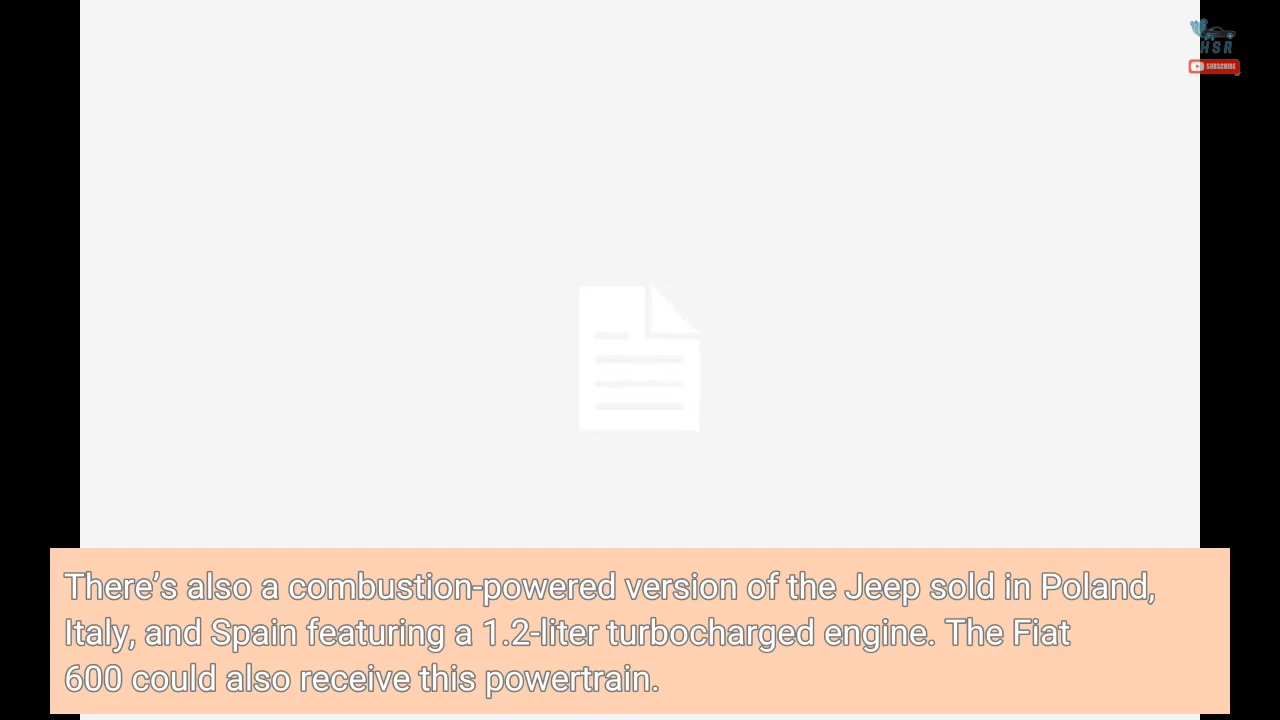 HSR
SUBSCRIBE
There’s also a combustion-powered version of the Jeep sold in Poland,
Italy, and Spain featuring a 1.2-liter turbocharged engine. The Fiat
600 could also receive this powertrain.